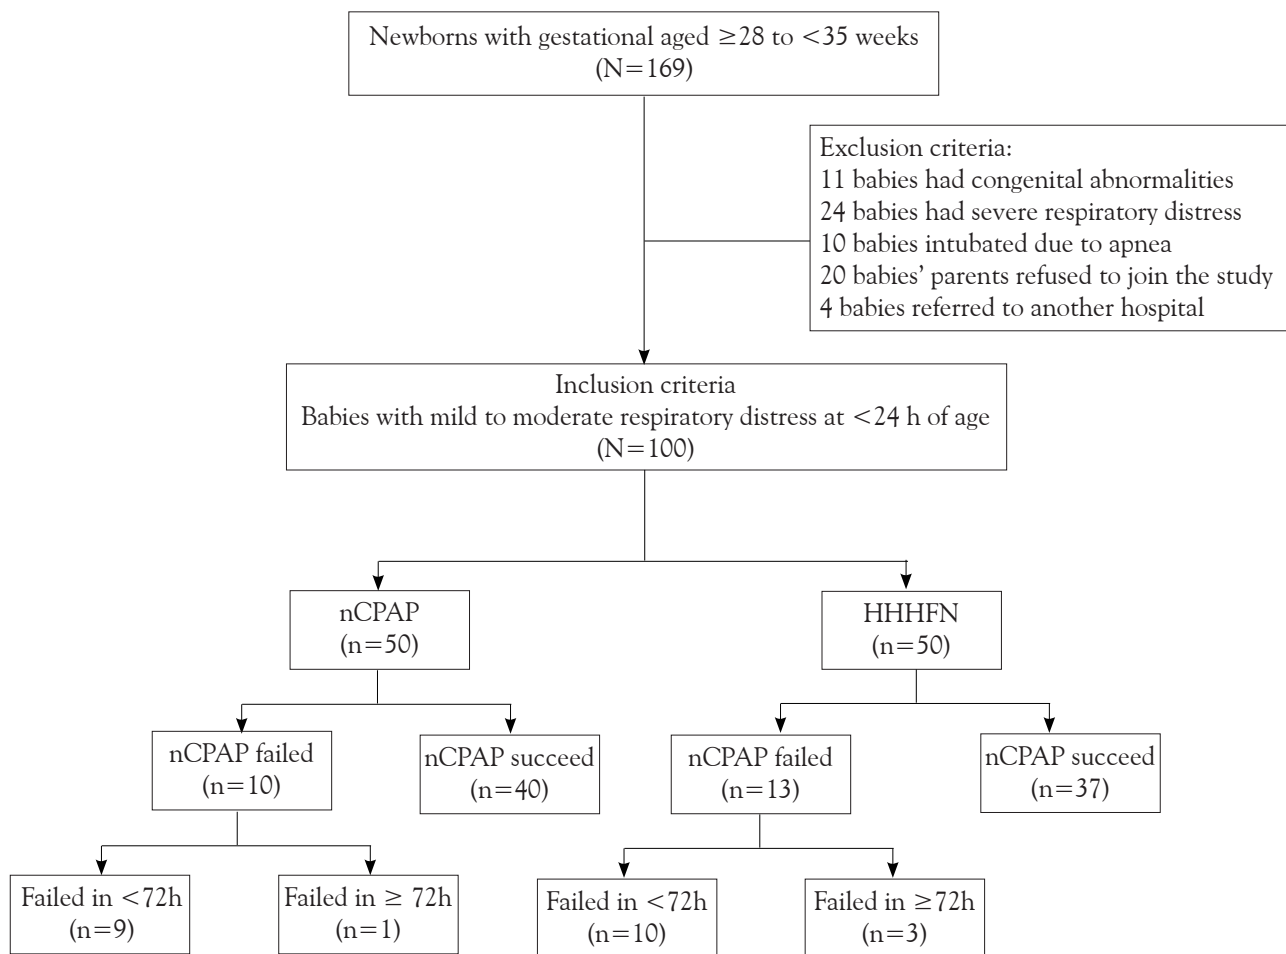 Newborns with gestational aged ≥28 to <35 weeks
(N=169)
Exclusion criteria:
11 babies had congenital abnormalities
24 babies had severe respiratory distress
10 babies intubated due to apnea
20 babies’ parents refused to join the study
4 babies referred to another hospital
Inclusion criteria
Babies with mild to moderate respiratory distress at <24 h of age
(N=100)
nCPAP
(n=50)
HHHFN
(n=50)
nCPAP failed
(n=10)
nCPAP succeed
(n=40)
nCPAP failed
(n=13)
nCPAP succeed
(n=37)
Failed in <72h
(n=9)
Failed in ≥ 72h
(n=1)
Failed in <72h
(n=10)
Failed in ≥72h
(n=3)